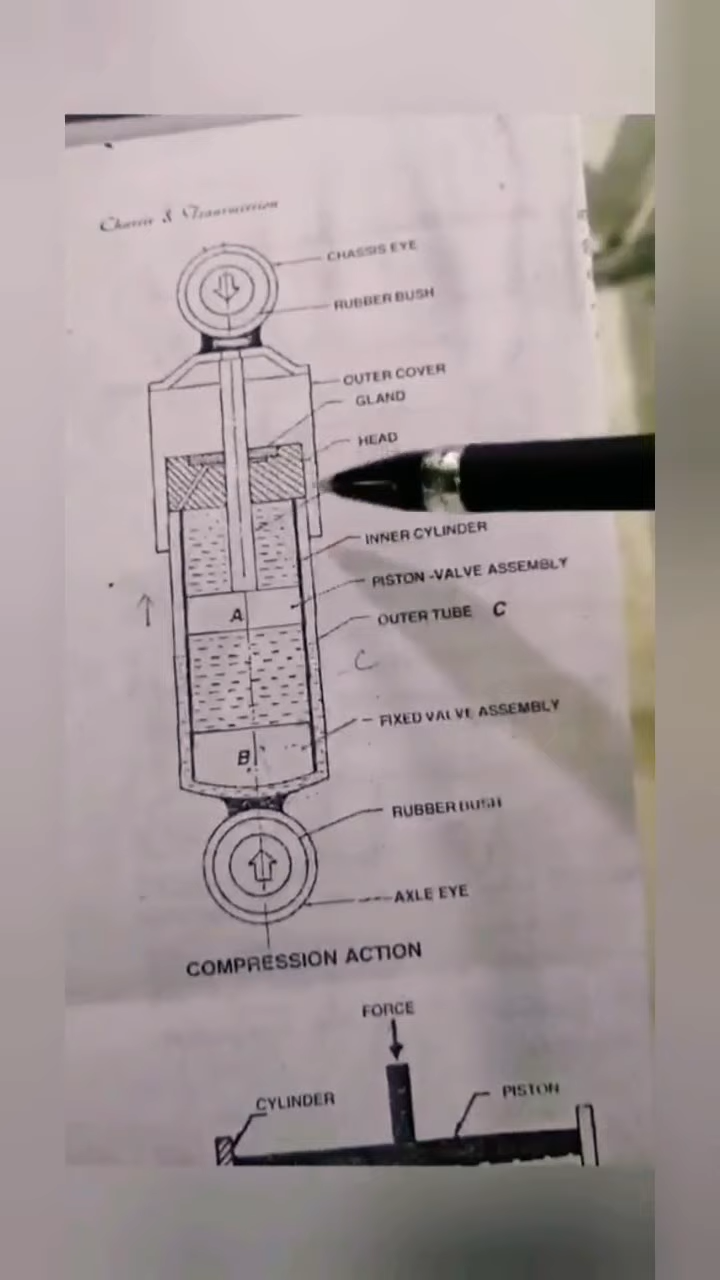 Chassis & Transmission
CHASSIS EYE
RUBBER BUSH
OUTER COVER
GLAND
HEAD
INNER CYLINDER
PISTON-VALVE ASSEMBLY
A
OUTER TUBE C
C
FIXED VALVE ASSEMBLY
B
RUBBER BUSH
AXLE EYE
COMPRESSION ACTION
FORCE
CYLINDER
PISTON